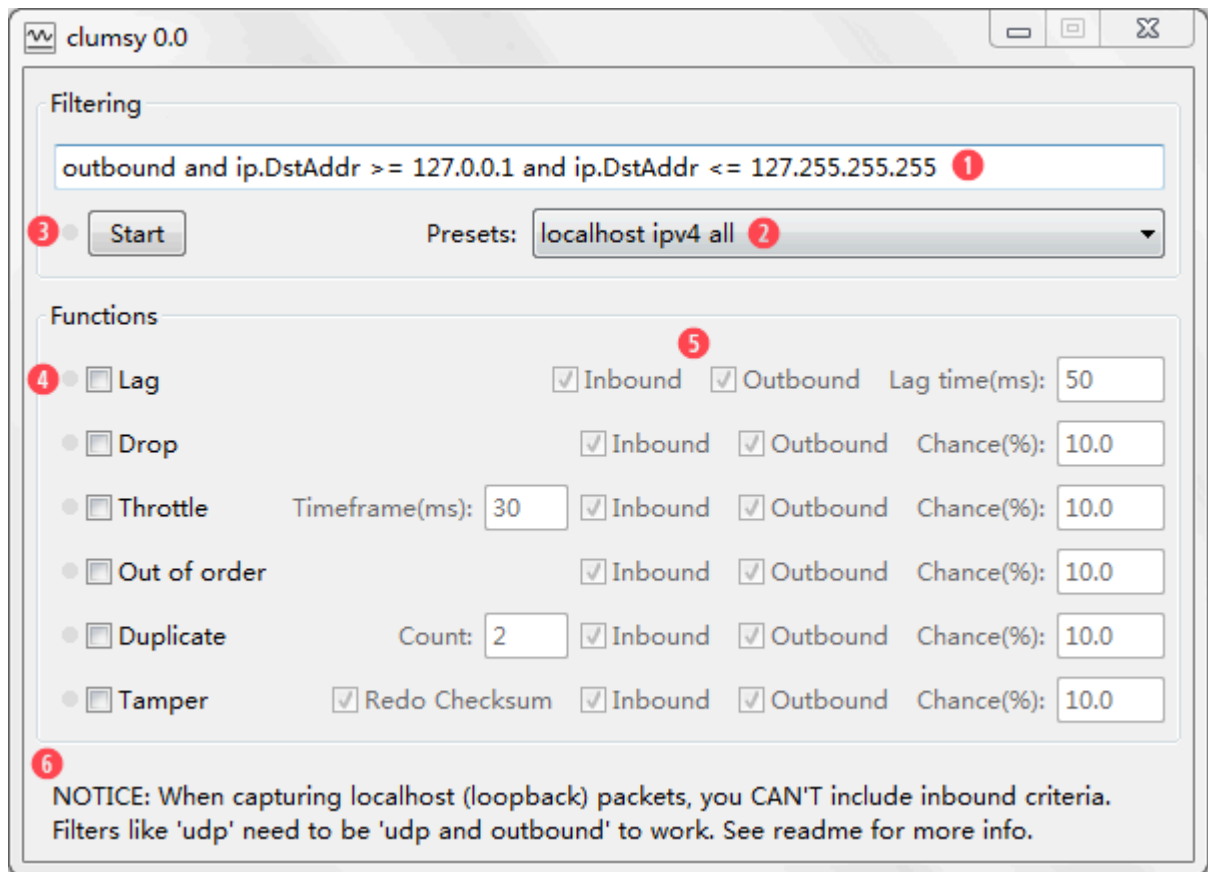 clumsy 0.0
Filtering
outbound and ip.DstAddr >= 127.0.0.1 and ip.DstAddr <= 127.255.255.255 1
3 Start Presets: localhost ipv4 all 2
Functions
5
4 Lag Inbound Outbound Lag time(ms): 50
Drop Inbound Outbound Chance(%): 10.0
Throttle Timeframe(ms): 30 Inbound Outbound Chance(%): 10.0
Out of order Inbound Outbound Chance(%): 10.0
Duplicate Count: 2 Inbound Outbound Chance(%): 10.0
Tamper Redo Checksum Inbound Outbound Chance(%): 10.0
6
NOTICE: When capturing localhost (loopback) packets, you CAN'T include inbound criteria.
Filters like 'udp' need to be 'udp and outbound' to work. See readme for more info.